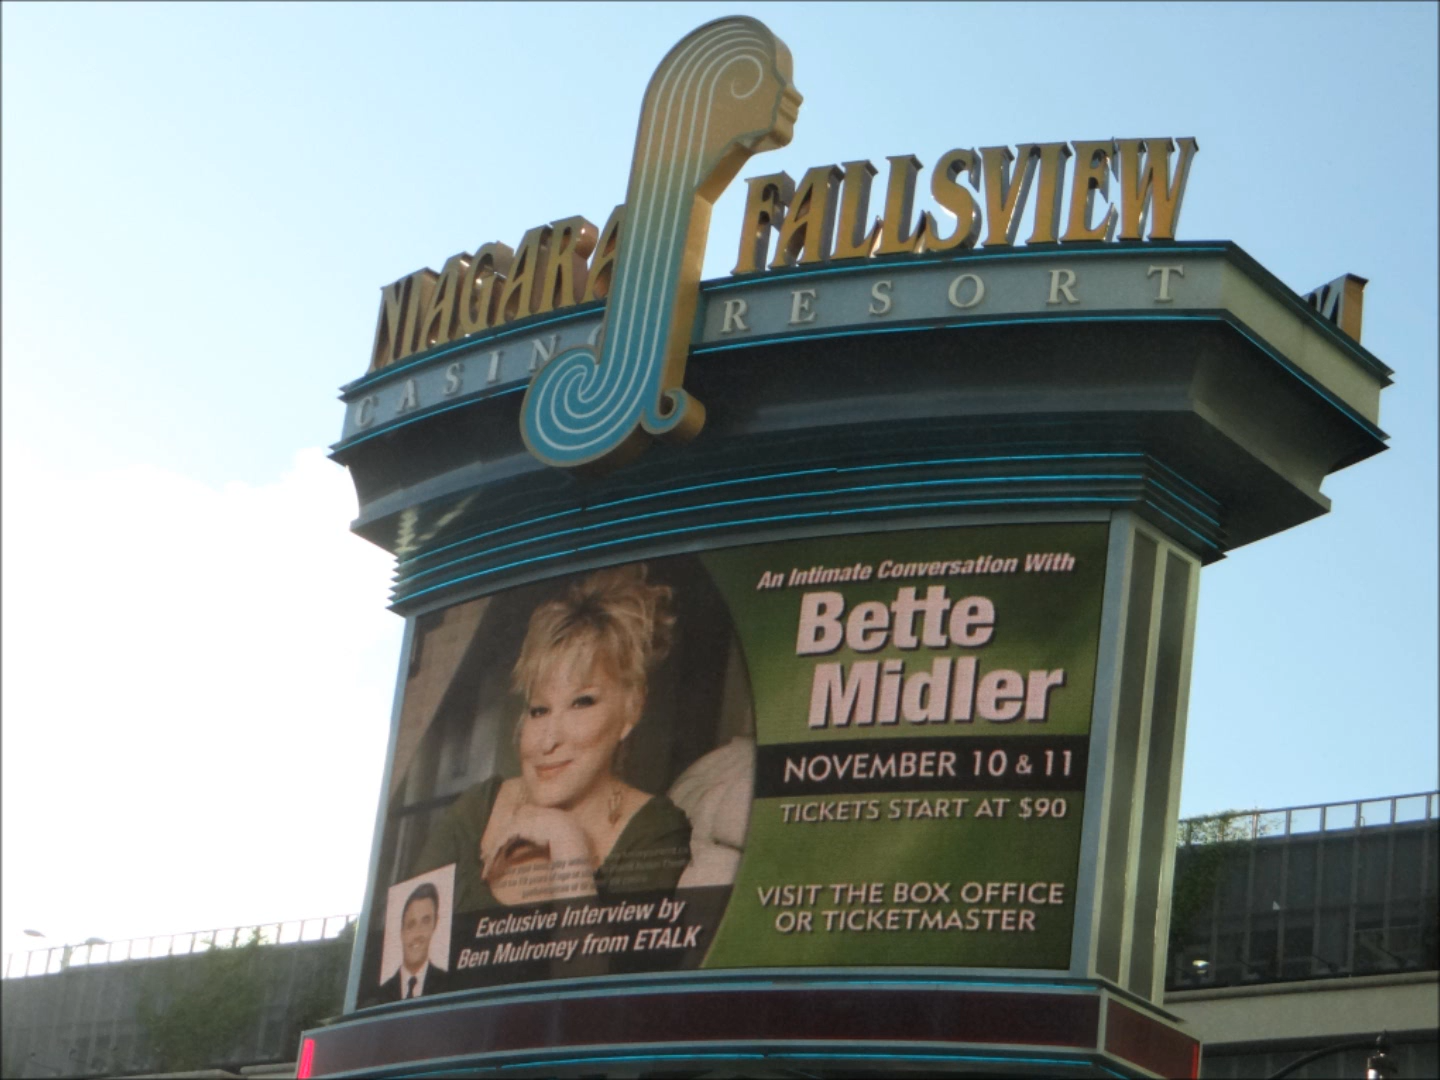 NIAGARA FALLSVIEW
CASINO RESORT
An Intimate Conversation With
Bette
Midler
NOVEMBER 10 & 11
TICKETS START AT $90
VISIT THE BOX OFFICE
OR TICKETMASTER
Exclusive Interview by
Ben Mulroney from ETALK